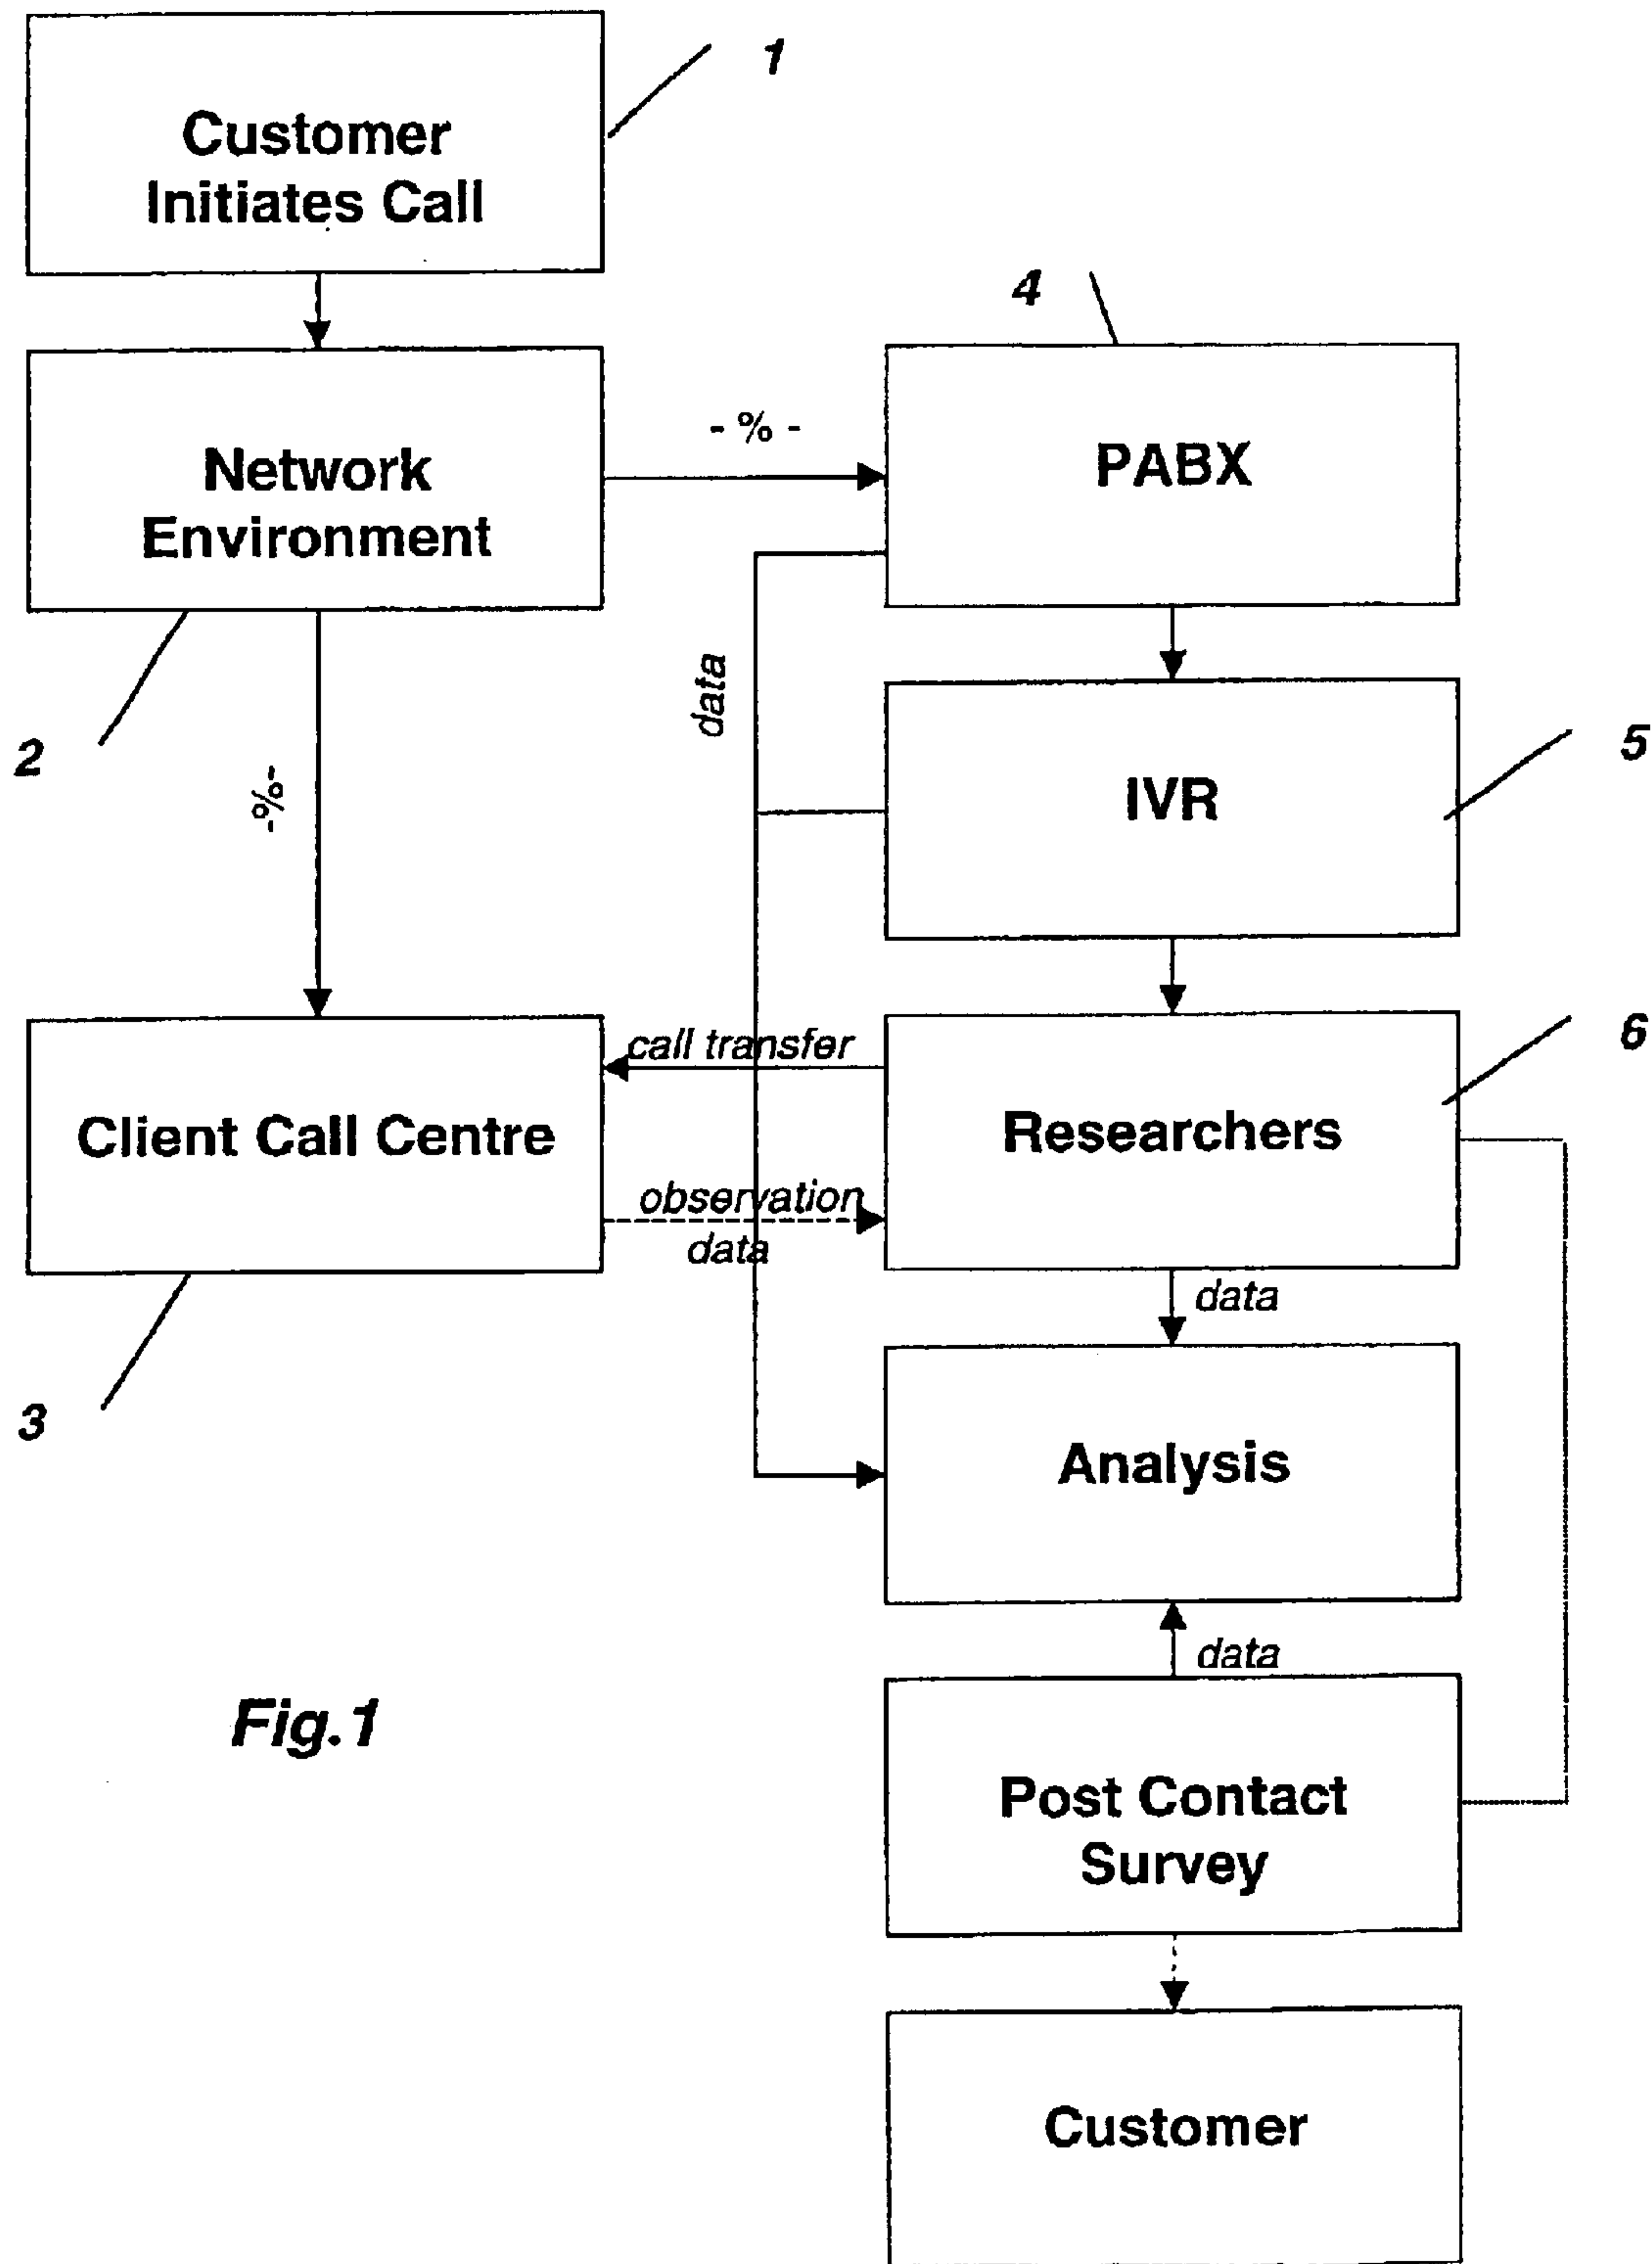 1
Customer
Initiates Call
4
- % -
PABX
Network
Environment
data
2
5
IVR
-%-
6
call transfer
Client Call Centre
Researchers
observation
data
data
3
Analysis
data
Fig.1
Post Contact
Survey
Customer